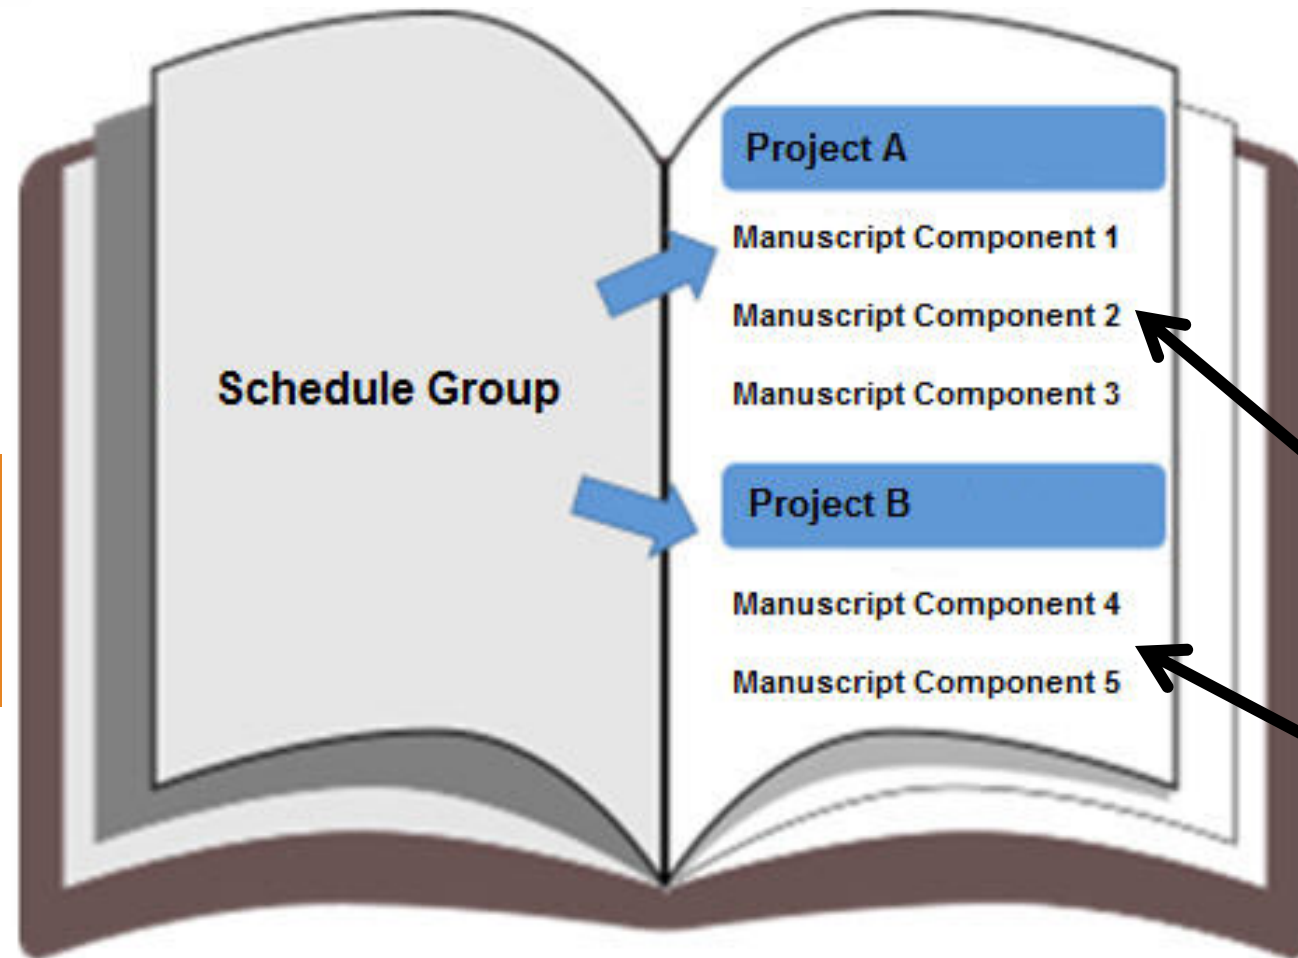 Schedule Group
Project A
Manuscript Component 1
Manuscript Component 2
Manuscript Component 3
Project B
Manuscript Component 4
Manuscript Component 5